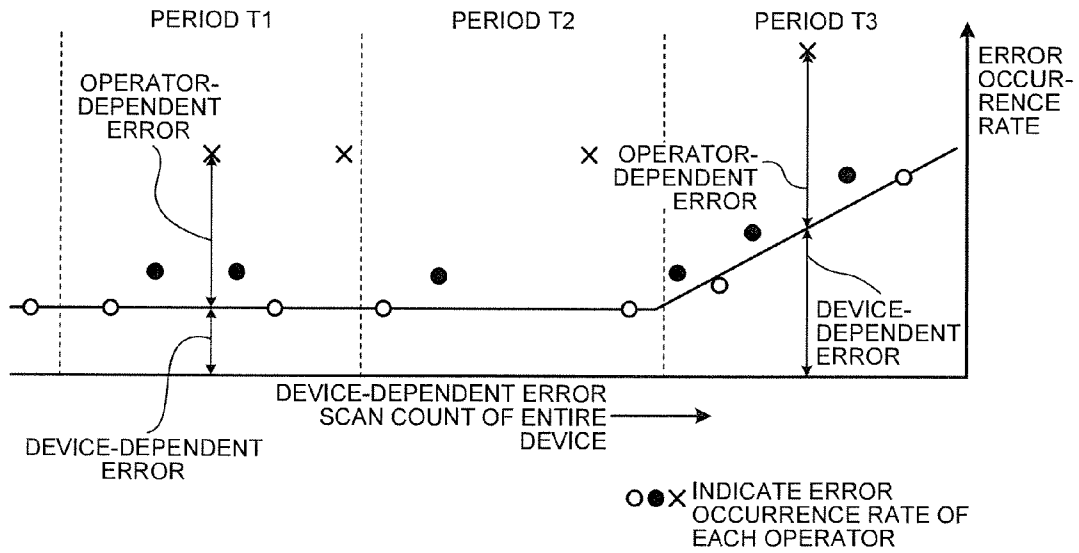 PERIOD T1
PERIOD T2
PERIOD T3
OPERATOR-
DEPENDENT
ERROR
ERROR
OCCUR-
RENCE
RATE
OPERATOR-
DEPENDENT
ERROR
DEVICE-
DEPENDENT
ERROR
DEVICE-DEPENDENT ERROR
SCAN COUNT OF ENTIRE
DEVICE
DEVICE-DEPENDENT
ERROR
INDICATE ERROR
OCCURRENCE RATE OF
EACH OPERATOR